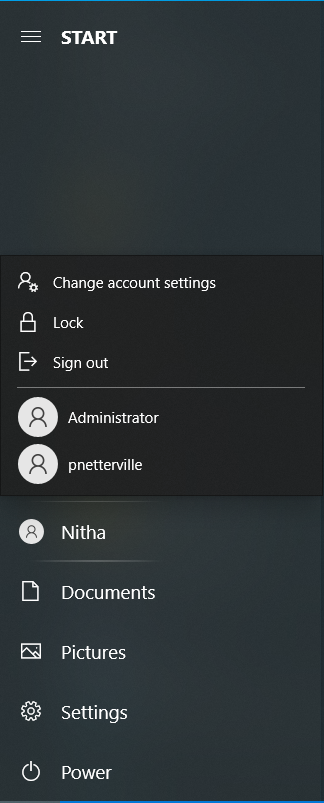 START
Change account settings
Lock
Sign out
Administrator
pnetterville
Nitha
Documents
Pictures
Settings
Power